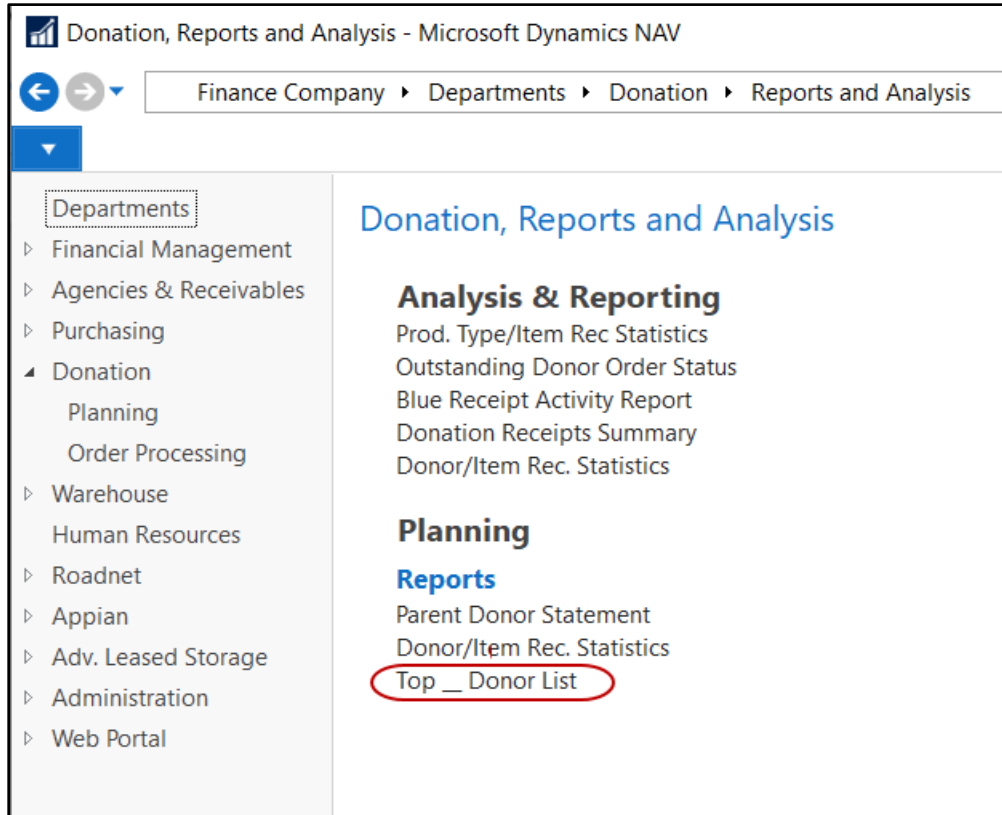 Donation, Reports and Analysis - Microsoft Dynamics NAV
Finance Company ▸ Departments ▸ Donation ▸ Reports and Analysis
Departments
Financial Management
Agencies & Receivables
Purchasing
Donation
Planning
Order Processing
Warehouse
Human Resources
Roadnet
Appian
Adv. Leased Storage
Administration
Web Portal
Donation, Reports and Analysis
Analysis & Reporting
Prod. Type/Item Rec Statistics
Outstanding Donor Order Status
Blue Receipt Activity Report
Donation Receipts Summary
Donor/Item Rec. Statistics
Planning
Reports
Parent Donor Statement
Donor/Item Rec. Statistics
Top __ Donor List